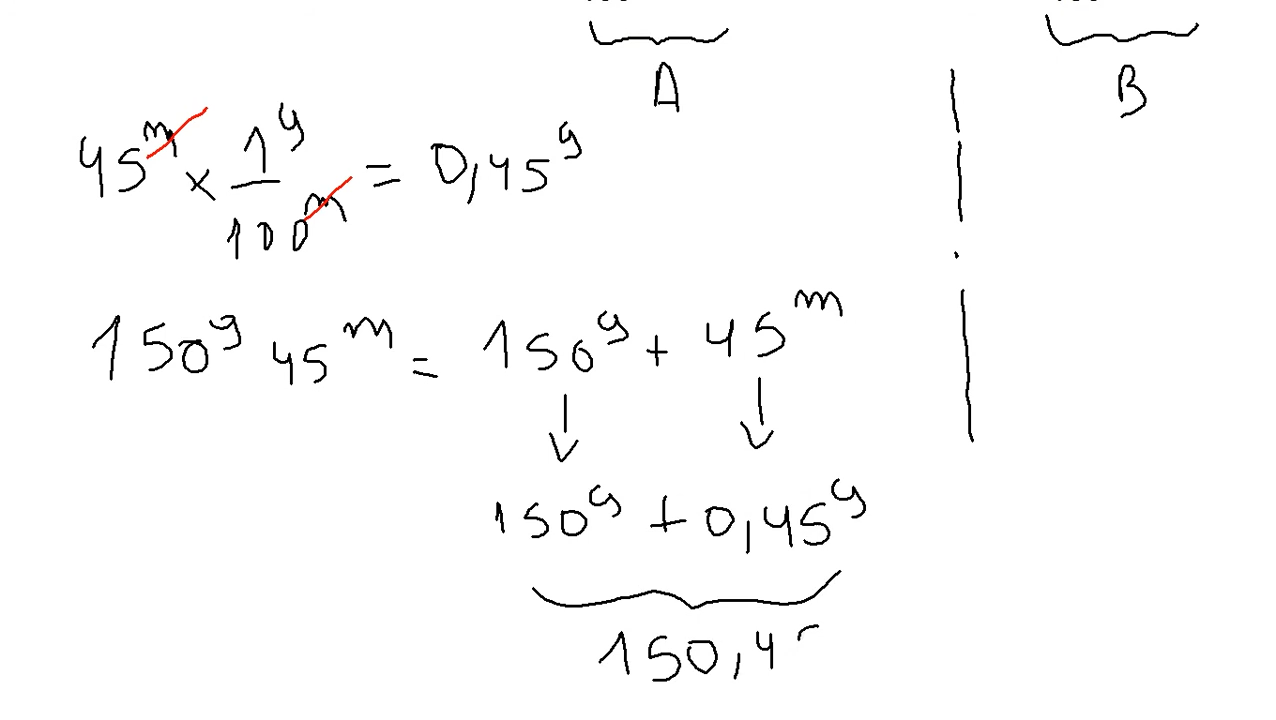 A B
45ᵐ × 1ᵍ/100ᵐ = 0,45ᵍ
150ᵍ 45ᵐ = 150ᵍ + 45ᵐ
150ᵍ + 0,45ᵍ
150,4